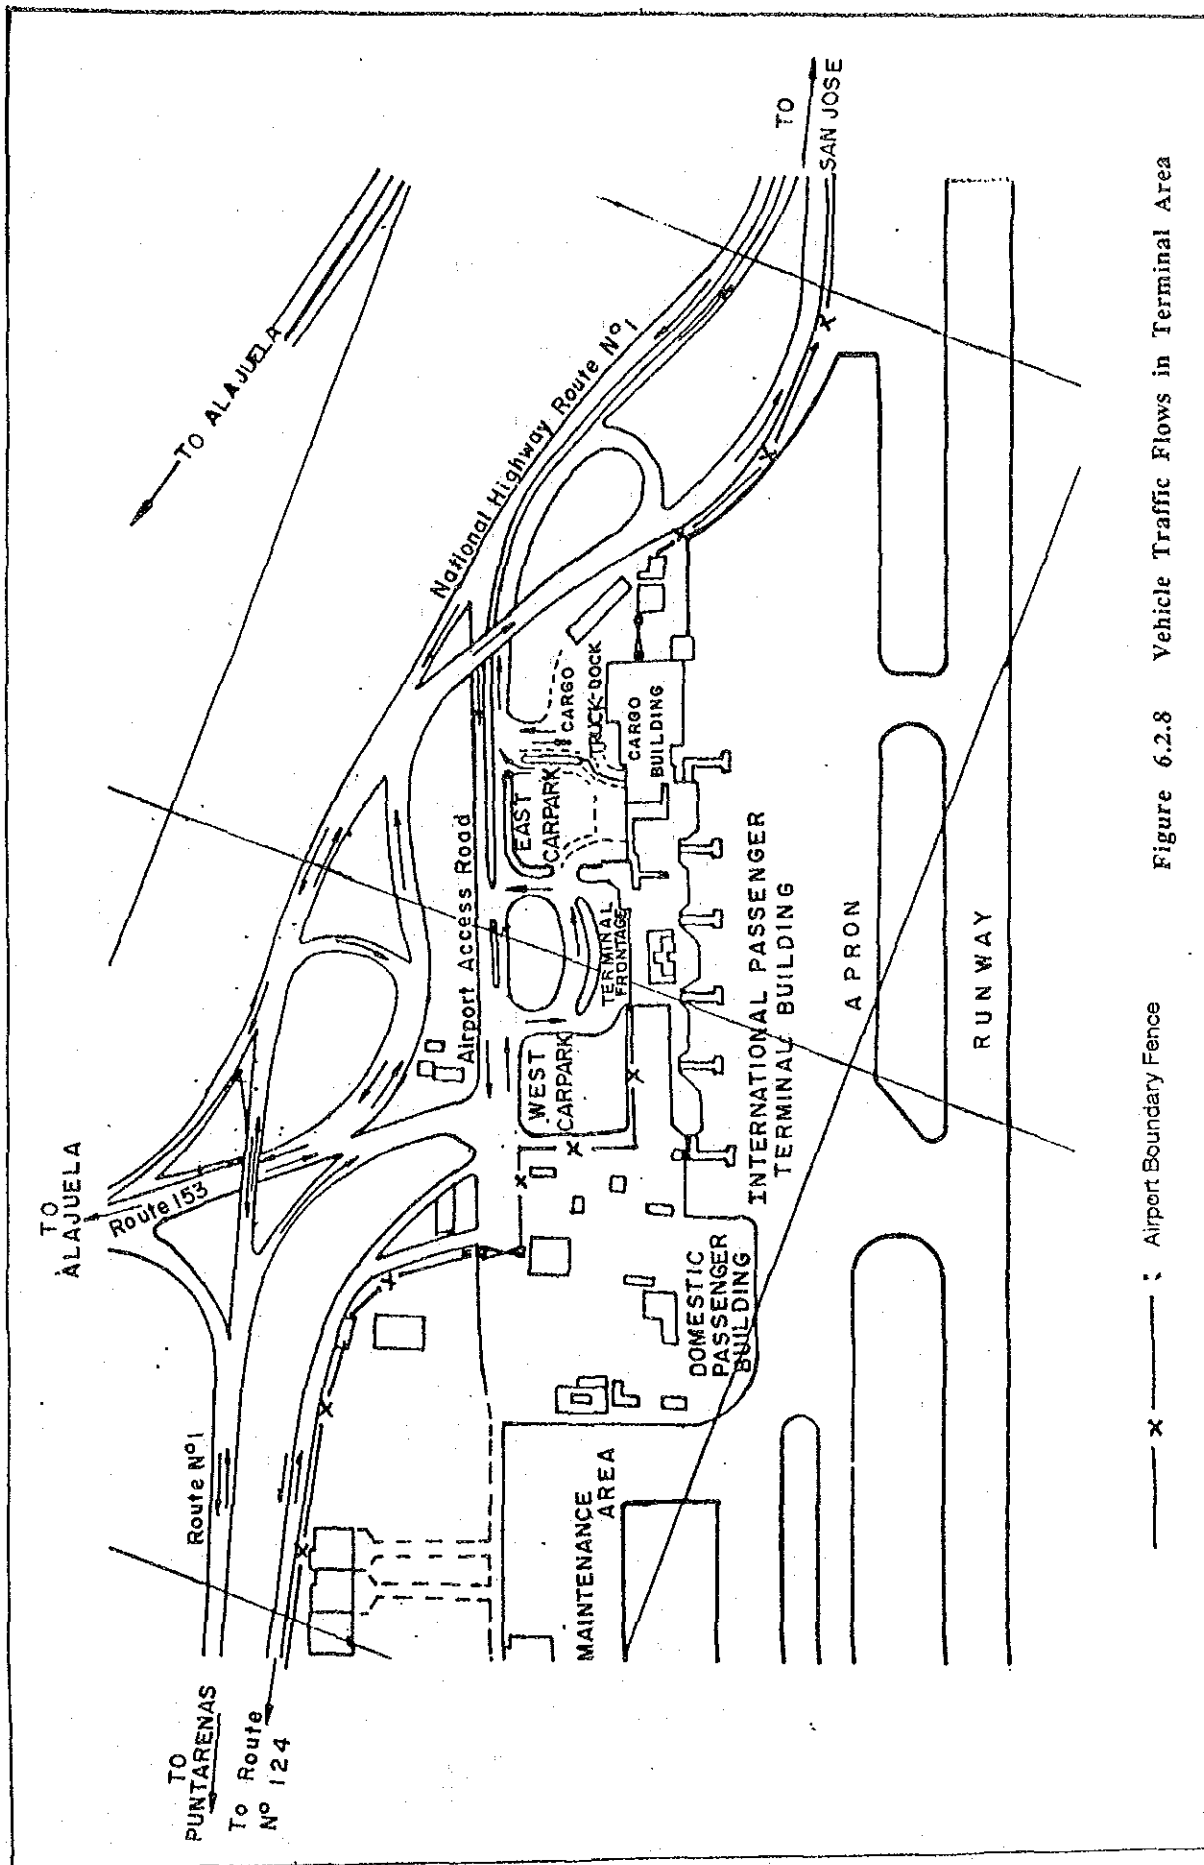 TO
SAN JOSE
TO ALAJUELA
National Highway Route Nº 1
TO
ALAJUELA
Route 153
Airport Access Road
CARGO
TRUCK-DOCK
CARGO
BUILDING
EAST
CARPARK
TERMINAL
FRONTAGE
WEST
CARPARK
INTERNATIONAL PASSENGER
TERMINAL BUILDING
APRON
RUNWAY
DOMESTIC
PASSENGER
BUILDING
MAINTENANCE
AREA
Route Nº 1
TO
PUNTARENAS
To Route
Nº 124
x : Airport Boundary Fence
Figure 6.2.8 Vehicle Traffic Flows in Terminal Area